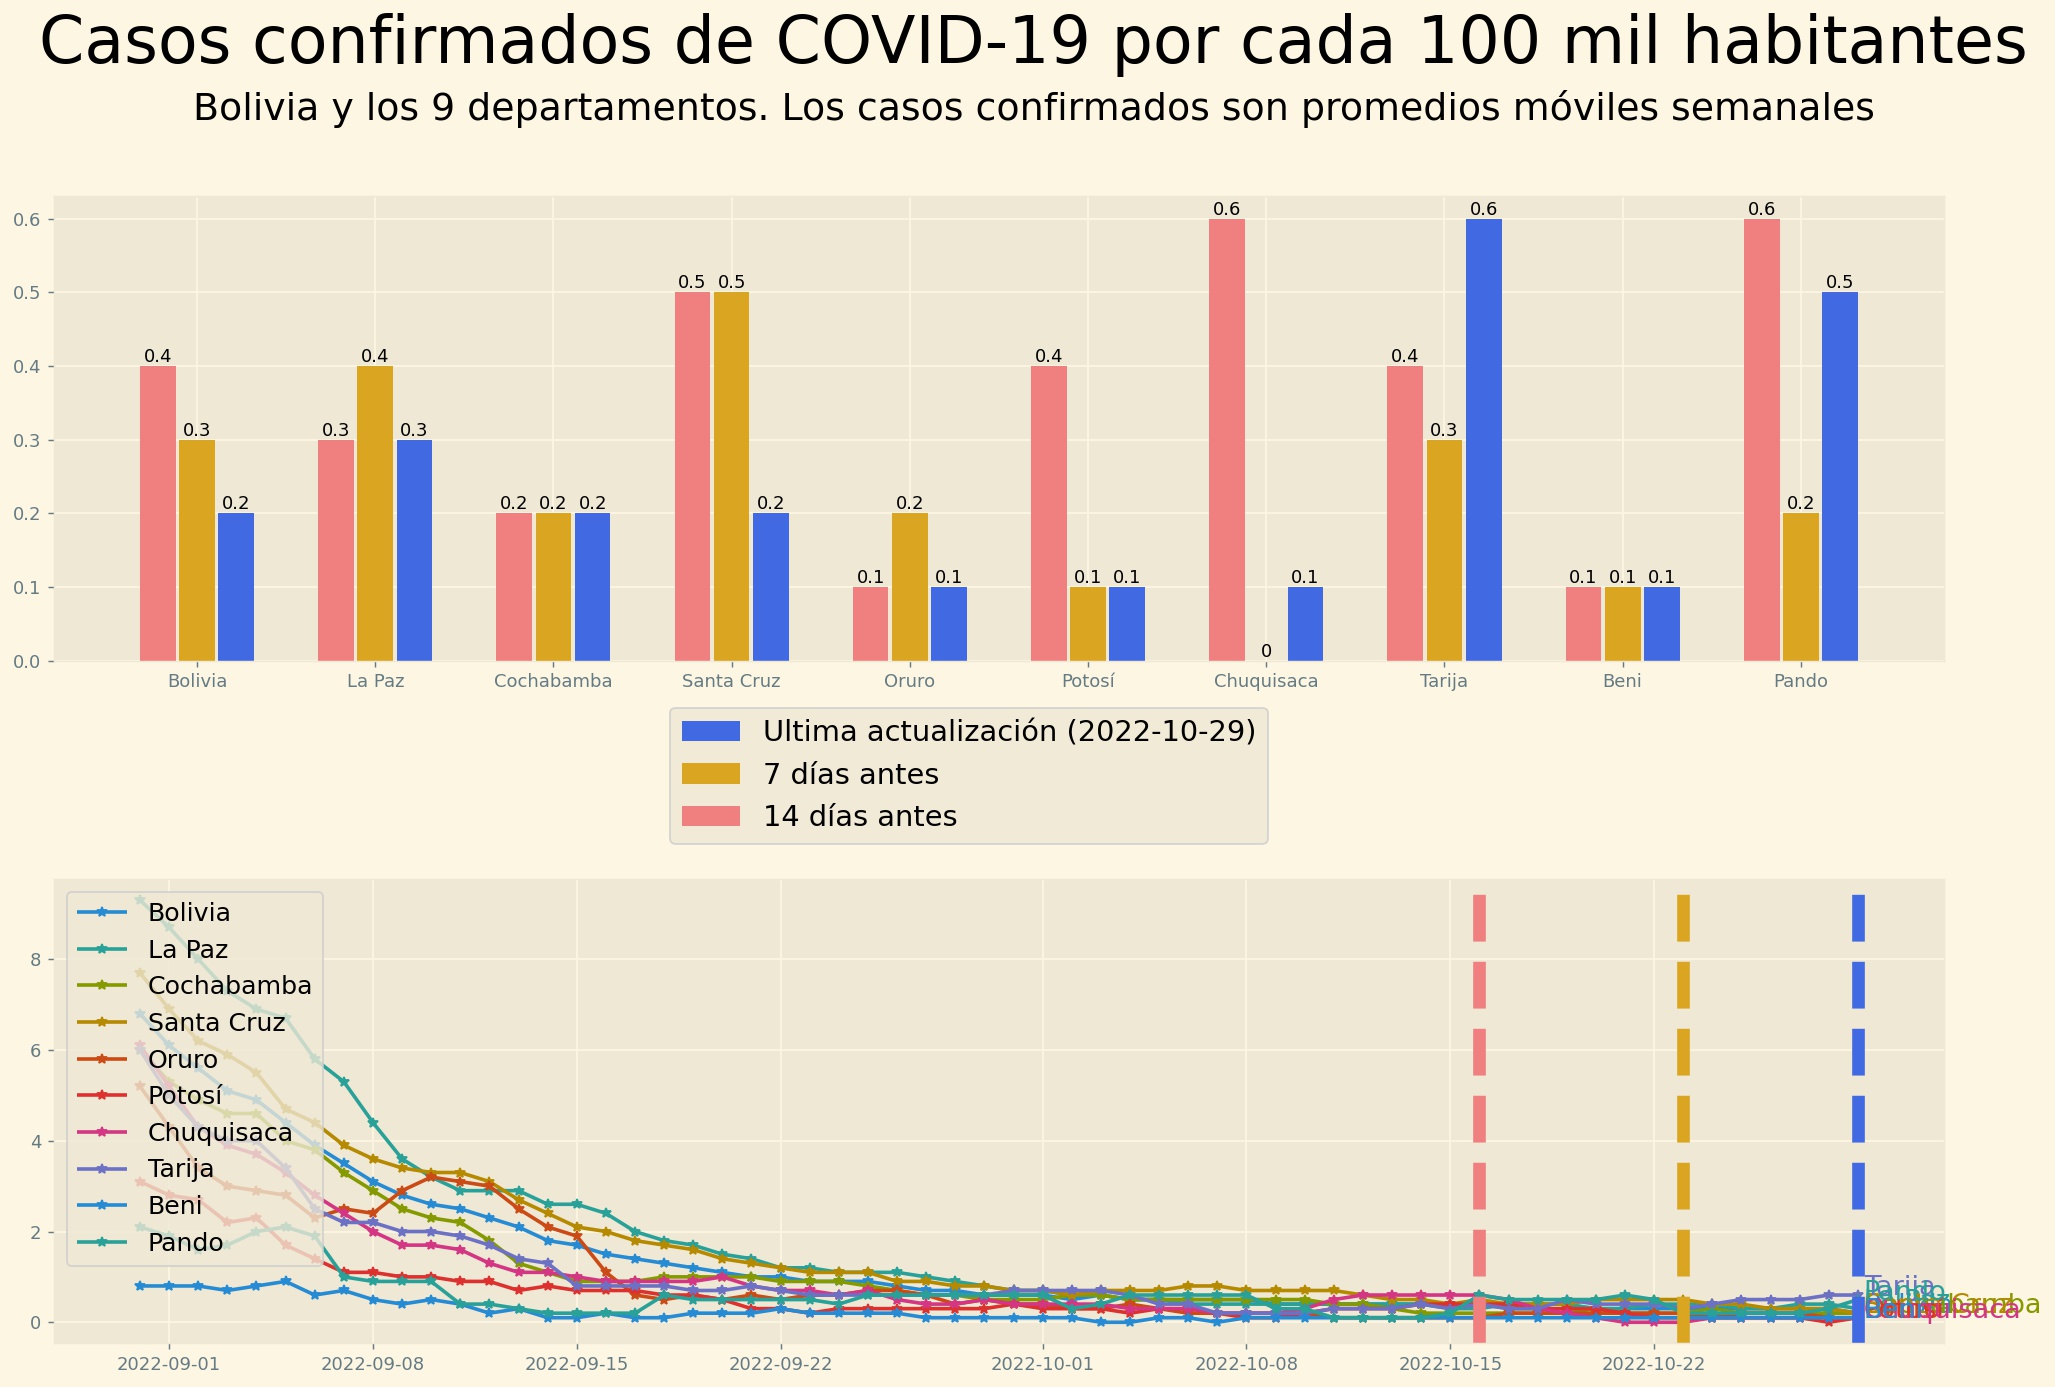 Casos confirmados de COVID-19 por cada 100 mil habitantes
Bolivia y los 9 departamentos. Los casos confirmados son promedios móviles semanales
0.6
0.5
0.4
0.3
0.2
0.1
0.0
0.4 0.3 0.2
0.3 0.4 0.3
0.2 0.2 0.2
0.5 0.5 0.2
0.1 0.2 0.1
0.4 0.1 0.1
0.6 0 0.1
0.4 0.3 0.6
0.1 0.1 0.1
0.6 0.2 0.5
Bolivia La Paz Cochabamba Santa Cruz Oruro Potosí Chuquisaca Tarija Beni Pando
Ultima actualización (2022-10-29)
7 días antes
14 días antes
8
6
4
2
0
Bolivia
La Paz
Cochabamba
Santa Cruz
Oruro
Potosí
Chuquisaca
Tarija
Beni
Pando
Tarija
Pando
2022-09-01 2022-09-08 2022-09-15 2022-09-22 2022-10-01 2022-10-08 2022-10-15 2022-10-22